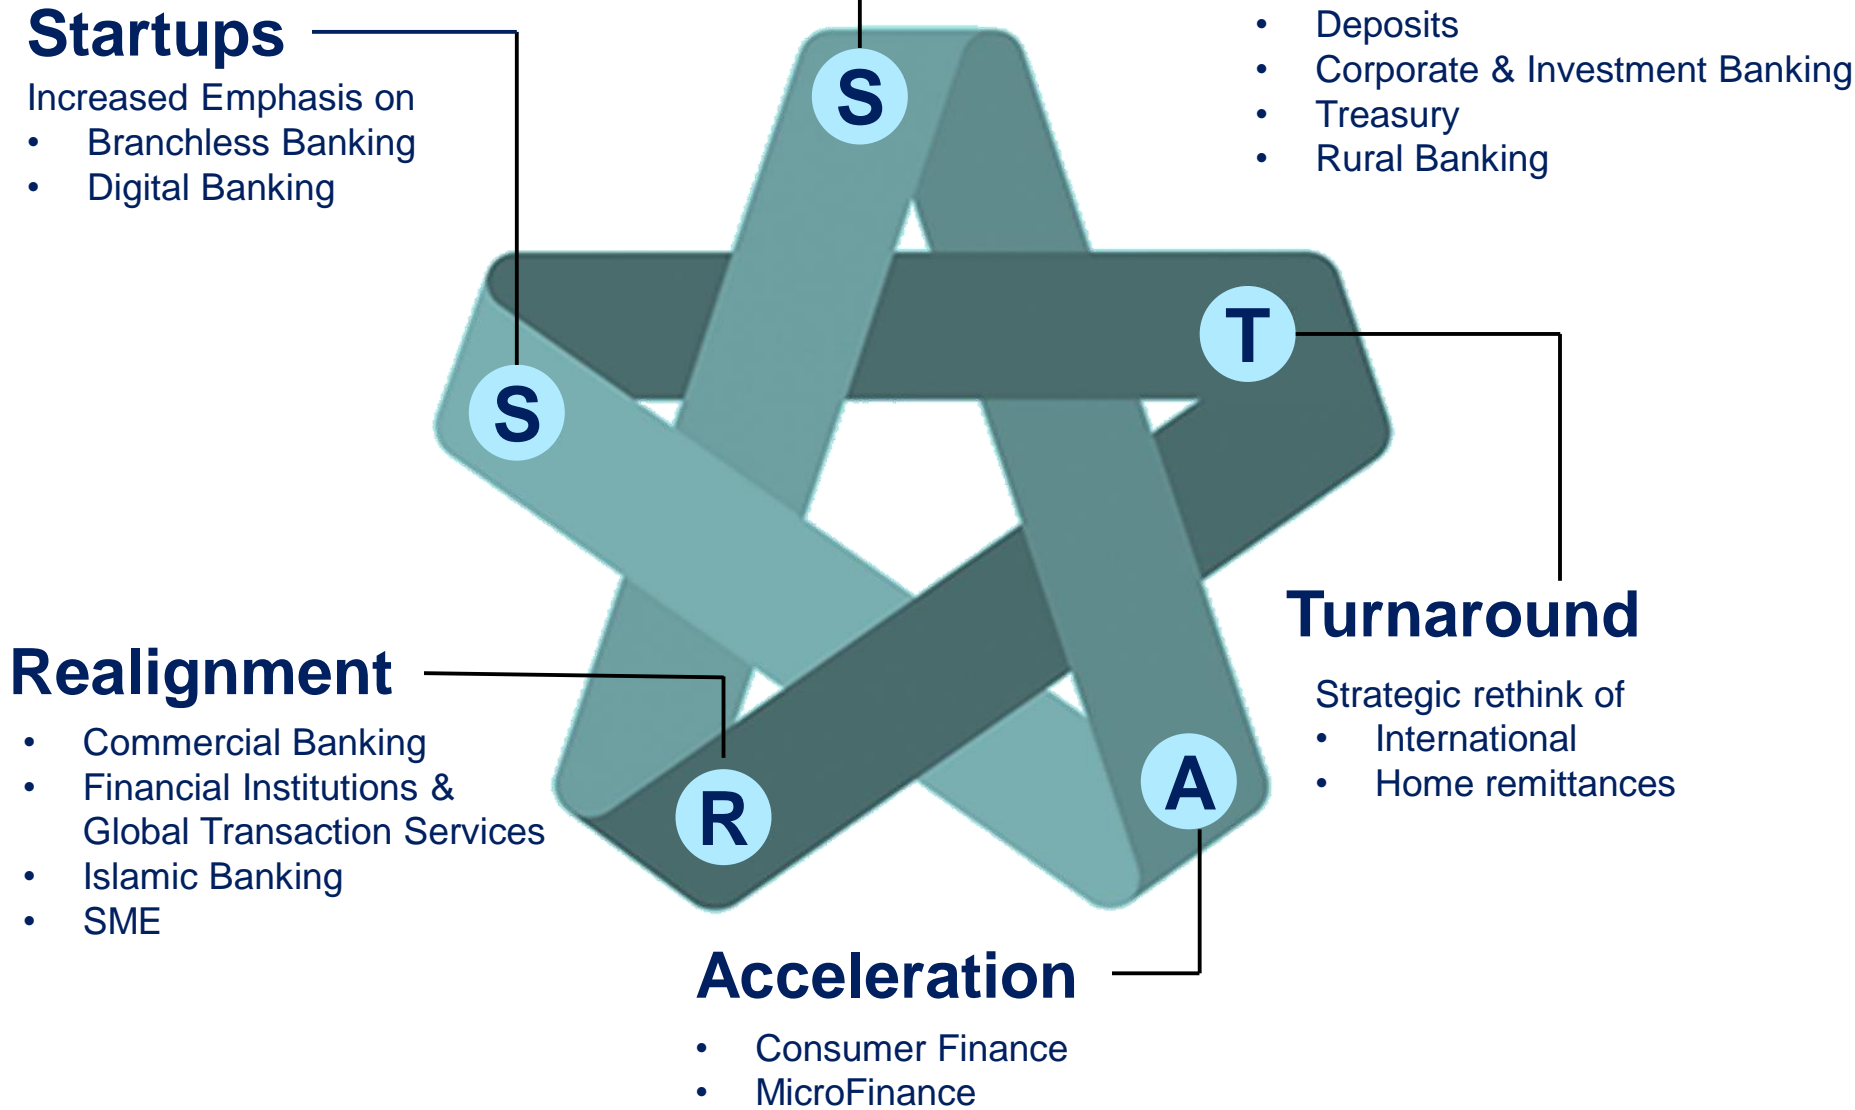 Startups
Increased Emphasis on
• Branchless Banking
• Digital Banking
• Deposits
• Corporate & Investment Banking
• Treasury
• Rural Banking
S
T
S
R
A
Turnaround
Strategic rethink of
• International
• Home remittances
Realignment
• Commercial Banking
• Financial Institutions &
Global Transaction Services
• Islamic Banking
• SME
Acceleration
• Consumer Finance
• MicroFinance